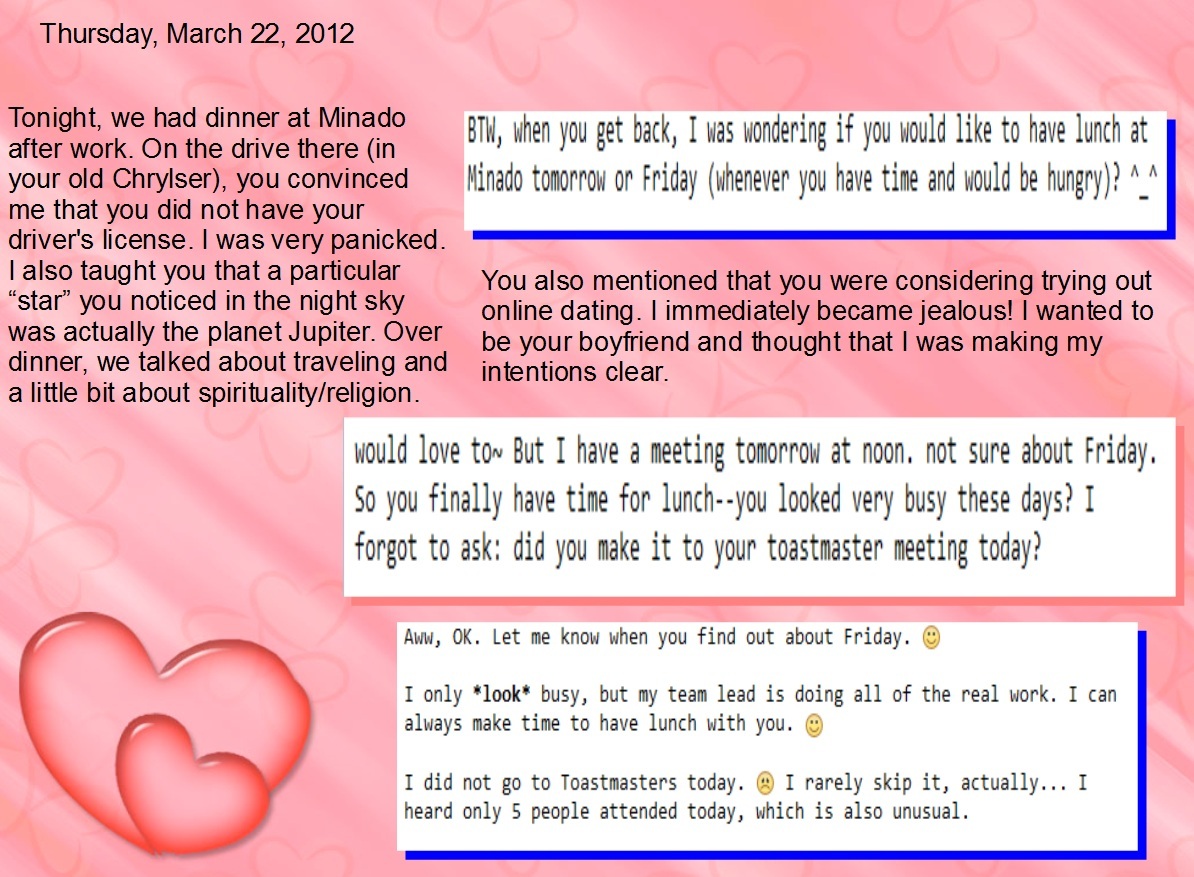 Thursday, March 22, 2012
Tonight, we had dinner at Minado
after work. On the drive there (in
your old Chrylser), you convinced
me that you did not have your
driver's license. I was very panicked.
I also taught you that a particular
“star” you noticed in the night sky
was actually the planet Jupiter. Over
dinner, we talked about traveling and
a little bit about spirituality/religion.
BTW, when you get back, I was wondering if you would like to have lunch at
Minado tomorrow or Friday (whenever you have time and would be hungry)? ^_^
You also mentioned that you were considering trying out
online dating. I immediately became jealous! I wanted to
be your boyfriend and thought that I was making my
intentions clear.
would love to~ But I have a meeting tomorrow at noon. not sure about Friday.
So you finally have time for lunch--you looked very busy these days? I
forgot to ask: did you make it to your toastmaster meeting today?
Aww, OK. Let me know when you find out about Friday. 🙂
I only *look* busy, but my team lead is doing all of the real work. I can
always make time to have lunch with you. 🙂
I did not go to Toastmasters today. 🙁 I rarely skip it, actually... I
heard only 5 people attended today, which is also unusual.